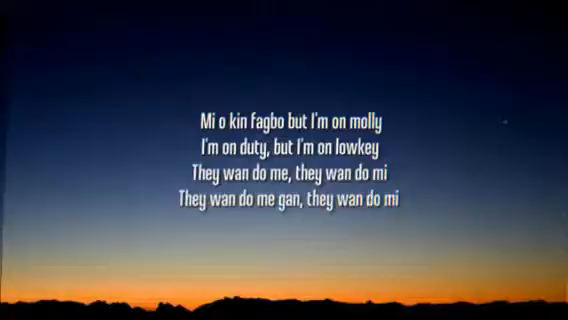 Mi o kin fagbo but I'm on molly
I'm on duty, but I'm on lowkey
They wan do me, they wan do mi
They wan do me gan, they wan do mi